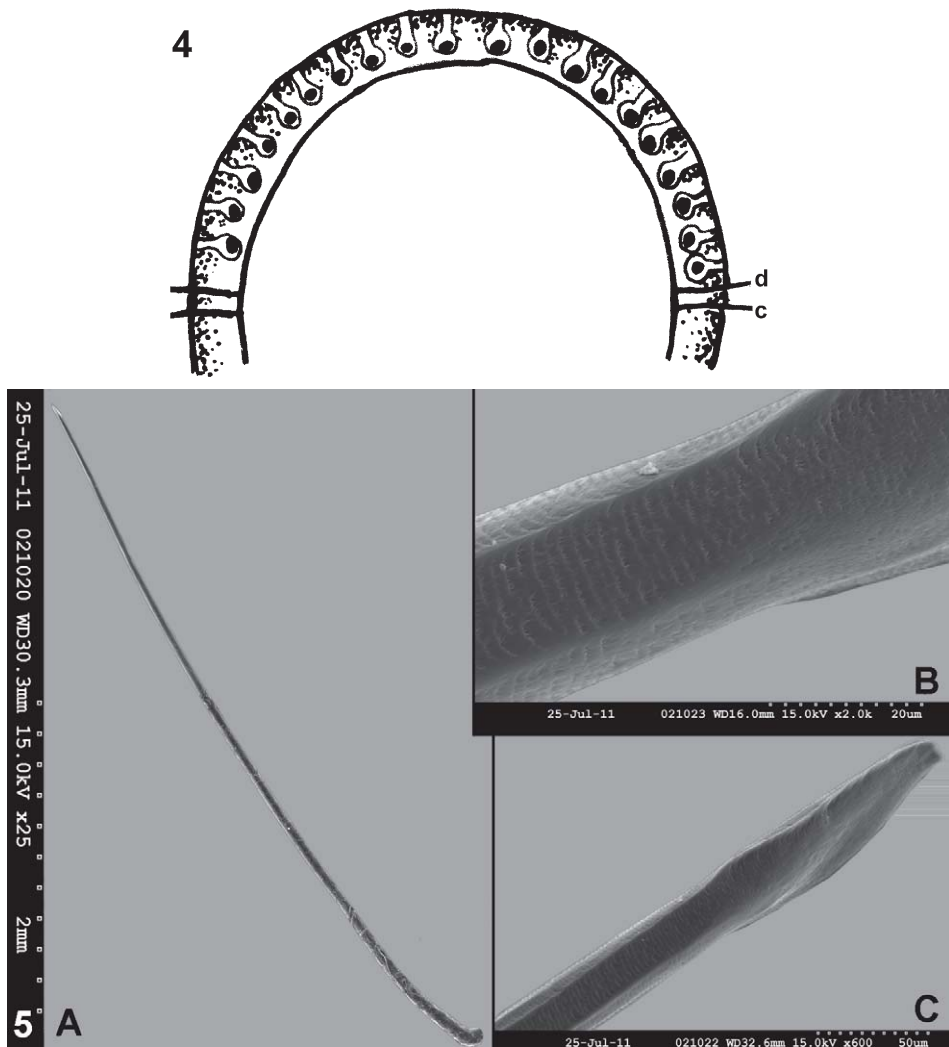 4
d
c
25-Jul-11 021020 WD30.3mm 15.0kV x25 2mm
5 A
B
25-Jul-11 021023 WD16.0mm 15.0kV x2.0k 20um
C
25-Jul-11 021022 WD32.6mm 15.0kV x600 50um